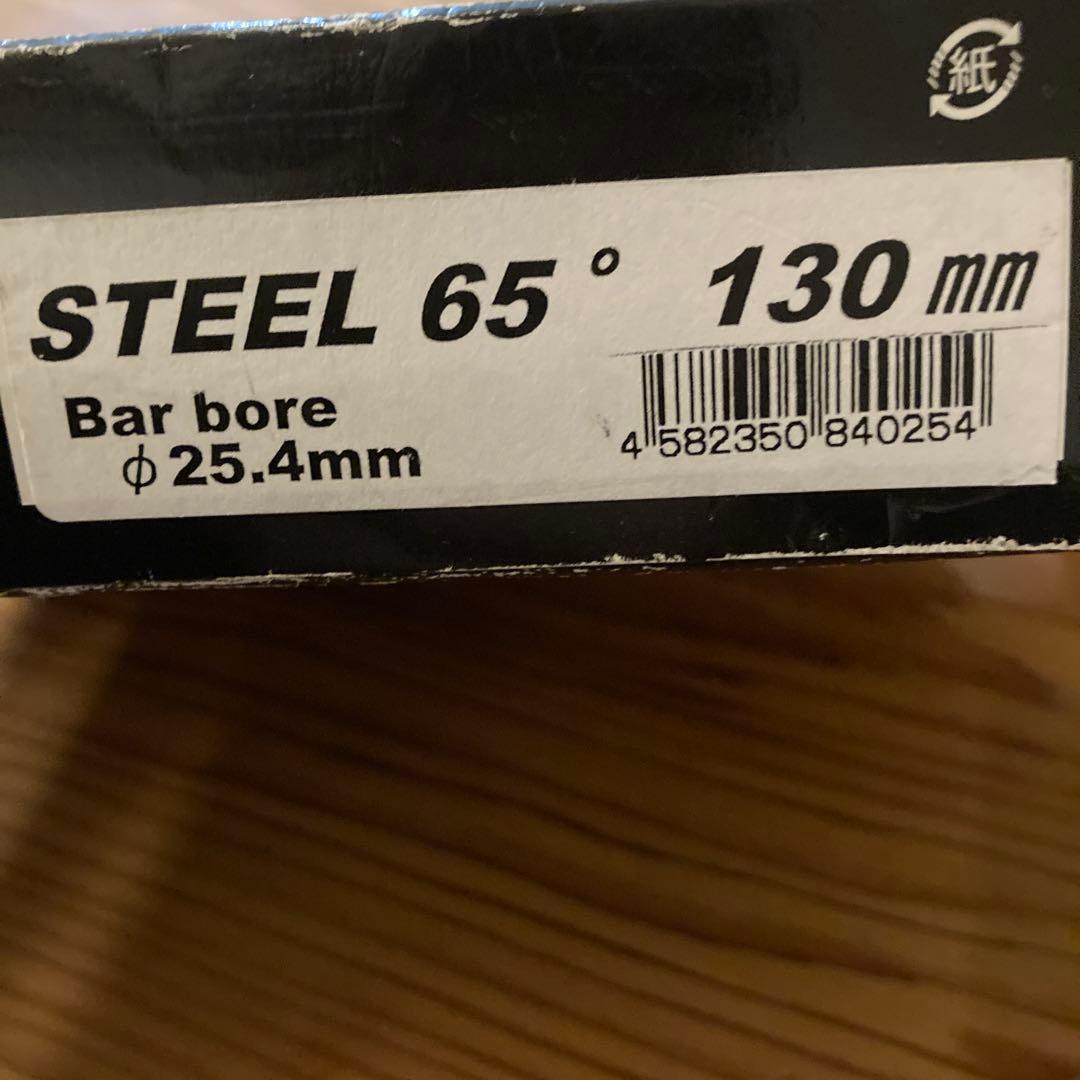 紙
STEEL 65° 130㎜
Bar bore
φ25.4mm
4 582350 840254